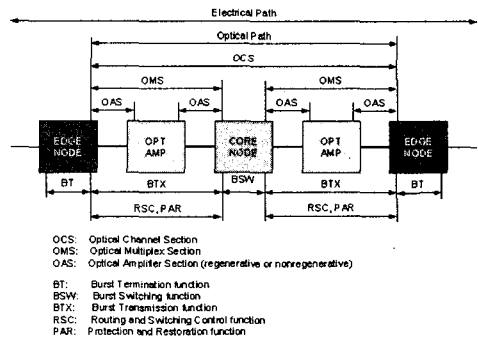 Electrical Path
Optical Path
OCS
OMS OMS
OAS OAS OAS OAS
EDGE NODE OPT AMP CORE NODE OPT AMP EDGE NODE
BT BTX BSW BTX BT
RSC, PAR RSC, PAR
OCS: Optical Channel Section
OMS: Optical Multiplex Section
OAS: Optical Amplifier Section (regenerative or nonregenerative)
BT: Burst Termination function
BSW: Burst Switching function
BTX: Burst Transmission function
RSC: Routing and Switching Control function
PAR: Protection and Restoration function